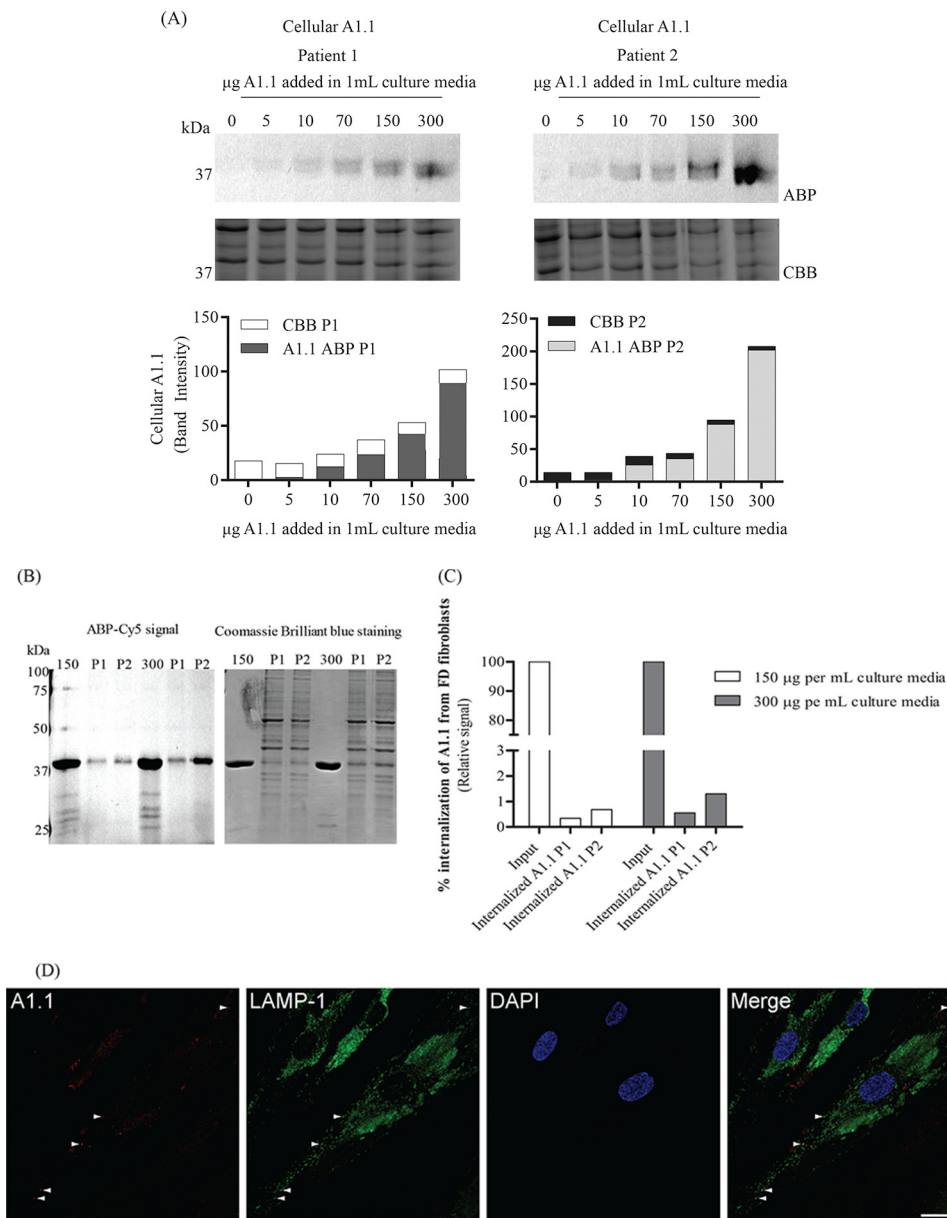 (A)
Cellular A1.1
Patient 1
µg A1.1 added in 1mL culture media
0 5 10 70 150 300
kDa
37
37
Cellular A1.1
Patient 2
µg A1.1 added in 1mL culture media
0 5 10 70 150 300
ABP
CBB
Cellular A1.1
(Band Intensity)
150
100
50
0
CBB P1
A1.1 ABP P1
0 5 10 70 150 300
µg A1.1 added in 1mL culture media
250
200
150
100
50
0
CBB P2
A1.1 ABP P2
0 5 10 70 150 300
µg A1.1 added in 1mL culture media
(B)
ABP-Cy5 signal
kDa
150 P1 P2 300 P1 P2
100
75
50
37
25
Coomassie Brilliant blue staining
150 P1 P2 300 P1 P2
(C)
% internalization of A1.1 from FD fibroblasts
(Relative signal)
100
90
80
3
2
1
0
Input
Internalized A1.1 P1
Internalized A1.1 P2
Input
Internalized A1.1 P1
Internalized A1.1 P2
150 µg per mL culture media
300 µg pe mL culture media
(D)
A1.1
LAMP-1
DAPI
Merge